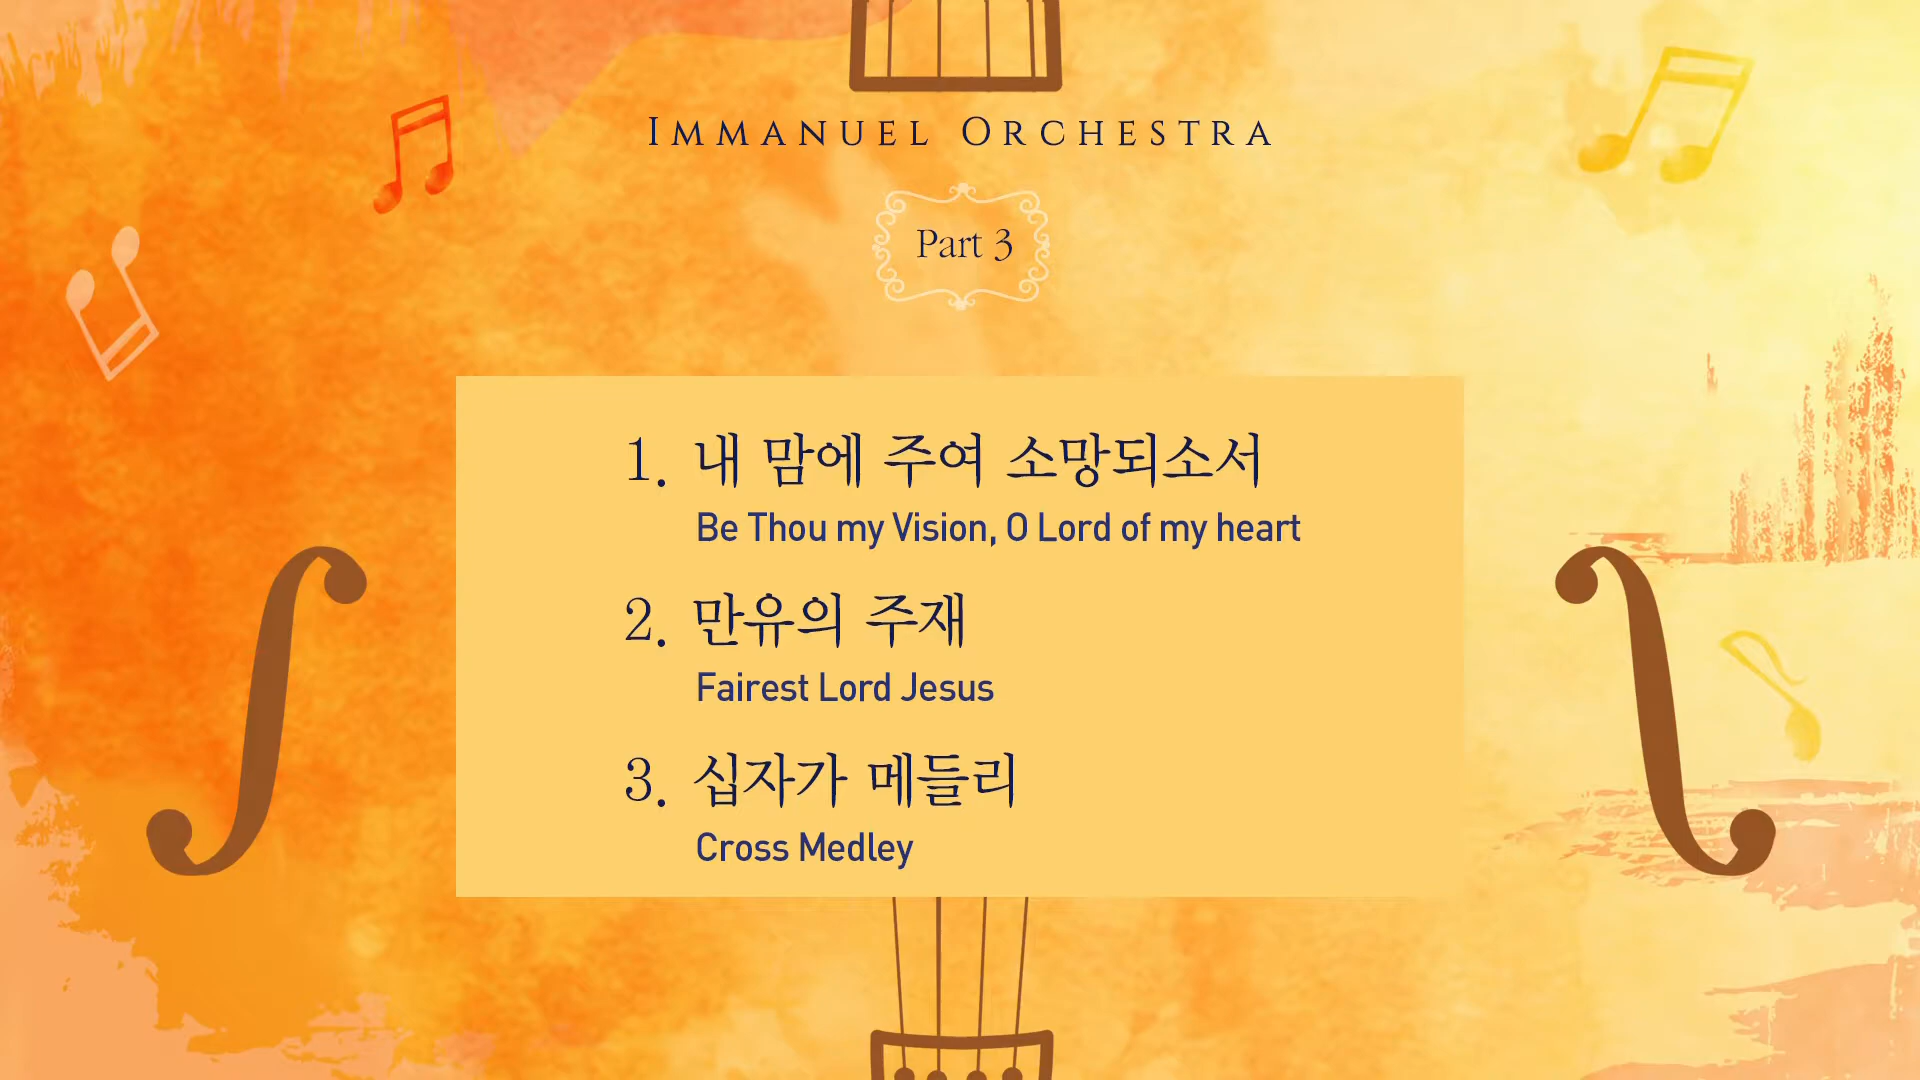 IMMANUEL ORCHESTRA
Part 3
1. 내 맘에 주여 소망되소서
Be Thou my Vision, O Lord of my heart
2. 만유의 주재
Fairest Lord Jesus
3. 십자가 메들리
Cross Medley